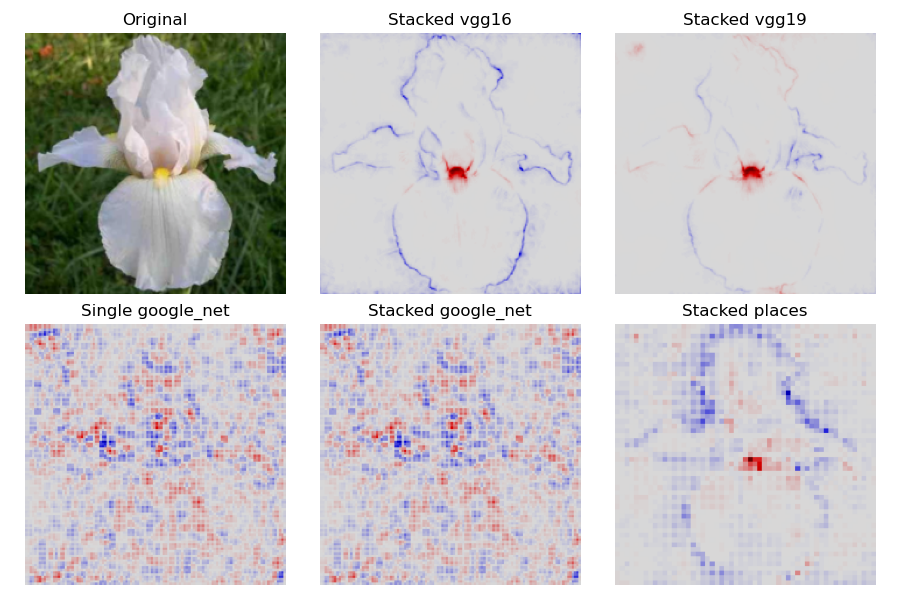 Original
Stacked vgg16
Stacked vgg19
Single google_net
Stacked google_net
Stacked places